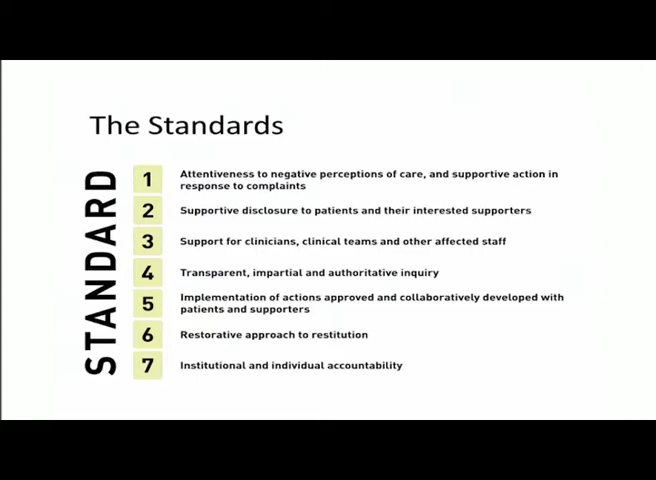 The Standards
STANDARD
1 Attentiveness to negative perceptions of care, and supportive action in
response to complaints
2 Supportive disclosure to patients and their interested supporters
3 Support for clinicians, clinical teams and other affected staff
4 Transparent, impartial and authoritative inquiry
5 Implementation of actions approved and collaboratively developed with
patients and supporters
6 Restorative approach to restitution
7 Institutional and individual accountability